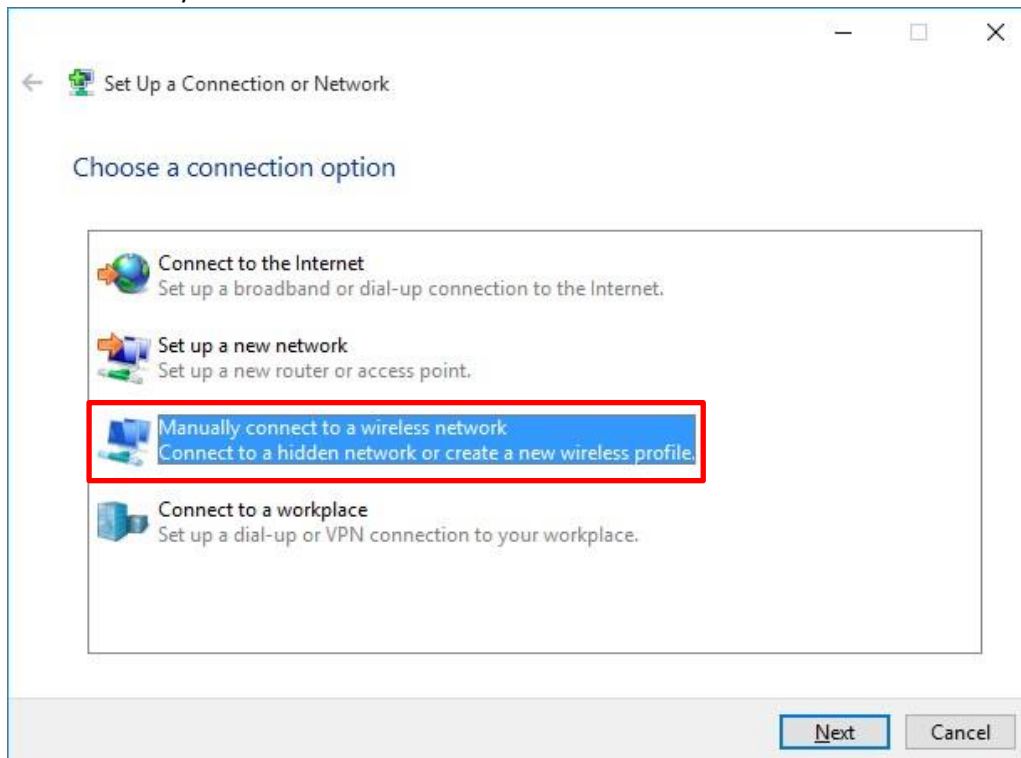 Set Up a Connection or Network
Choose a connection option
Connect to the Internet
Set up a broadband or dial-up connection to the Internet.
Set up a new network
Set up a new router or access point.
Manually connect to a wireless network
Connect to a hidden network or create a new wireless profile.
Connect to a workplace
Set up a dial-up or VPN connection to your workplace.
Next
Cancel